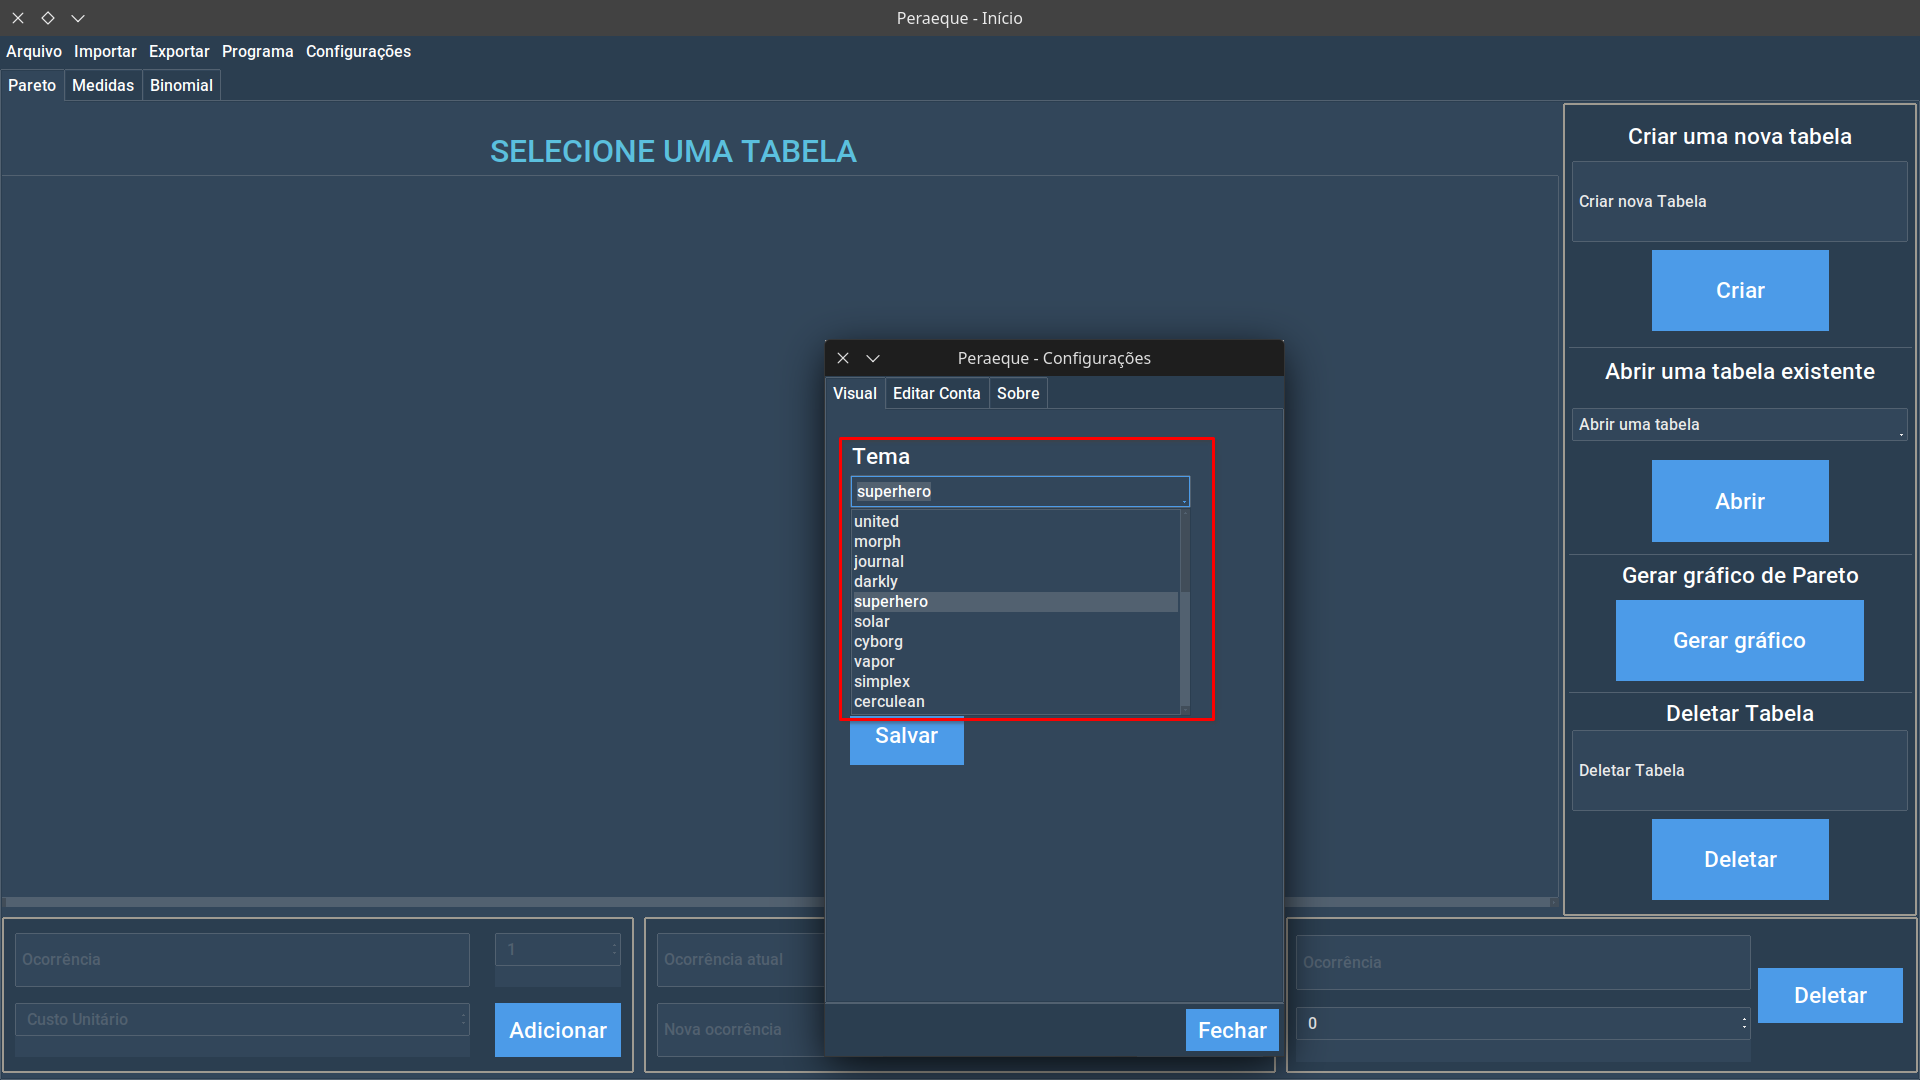 Peraeque - Início
Arquivo Importar Exportar Programa Configurações
Pareto Medidas Binomial
SELECIONE UMA TABELA
Criar uma nova tabela
Criar nova Tabela
Criar
Abrir uma tabela existente
Abrir uma tabela
Abrir
Gerar gráfico de Pareto
Gerar gráfico
Deletar Tabela
Deletar Tabela
Deletar
Peraeque - Configurações
Visual Editar Conta Sobre
Tema
superhero
united
morph
journal
darkly
superhero
solar
cyborg
vapor
simplex
cerculean
Salvar
Fechar
Ocorrência 1
Custo Unitário Adicionar
Ocorrência atual
Nova ocorrência
Ocorrência
0
Deletar